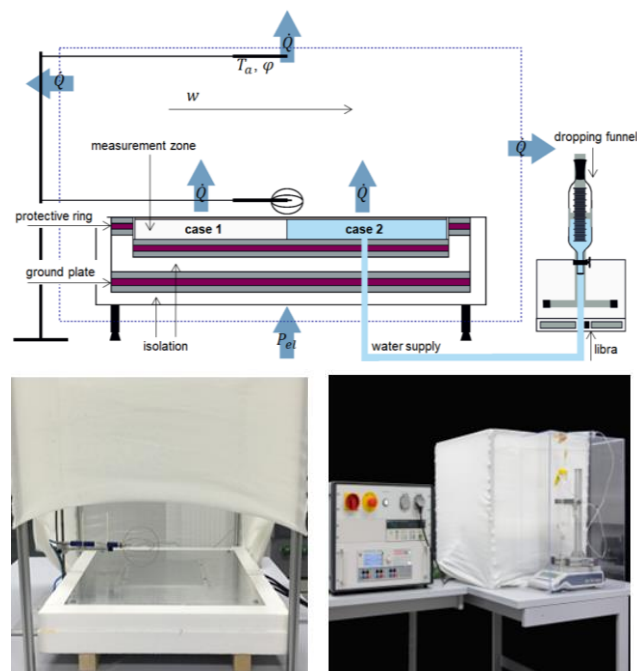 Q̇
Tₐ, φ
Q̇
w
Q̇
dropping funnel
measurement zone
Q̇
Q̇
protective ring
case 1
case 2
ground plate
isolation
Pₑₗ
water supply
libra